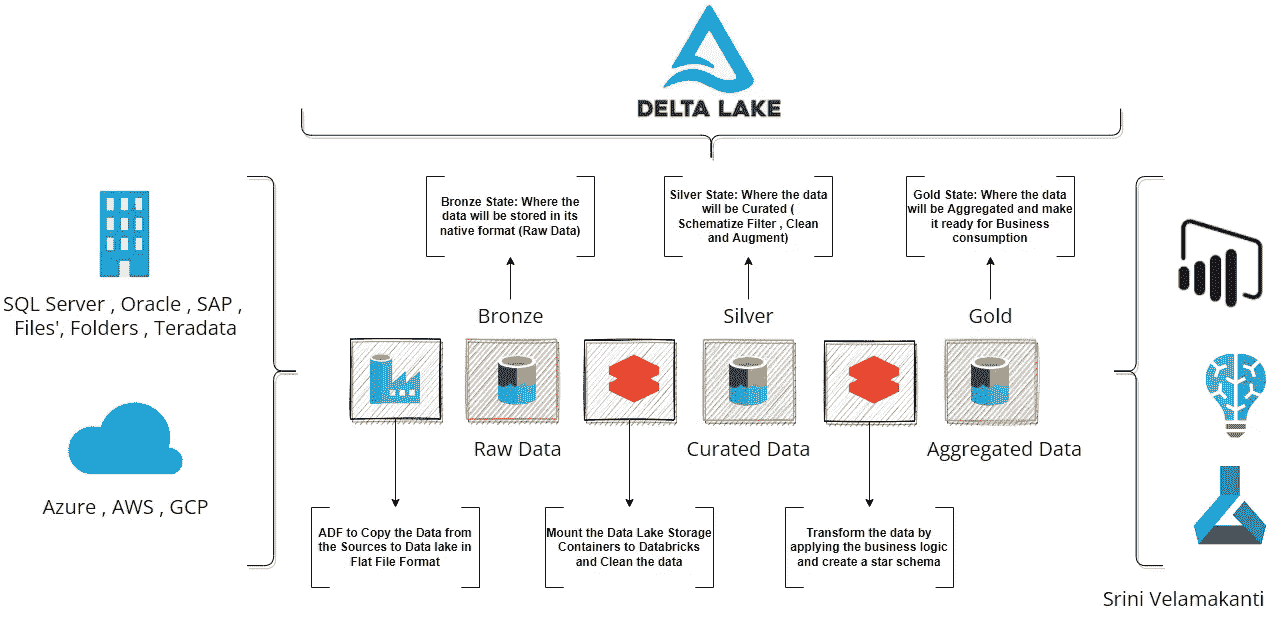 DELTA LAKE
Bronze State: Where the
data will be stored in its
native format (Raw Data)
Silver State: Where the data
will be Curated (
Schematize Filter , Clean
and Augment)
Gold State: Where the data
will be Aggregated and make
it ready for Business
consumption
SQL Server , Oracle , SAP ,
Files', Folders , Teradata
Bronze
Silver
Gold
Raw Data
Curated Data
Aggregated Data
Azure , AWS , GCP
ADF to Copy the Data from
the Sources to Data lake in
Flat File Format
Mount the Data Lake Storage
Containers to Databricks
and Clean the data
Transform the data by
applying the business logic
and create a star schema
Srini Velamakanti